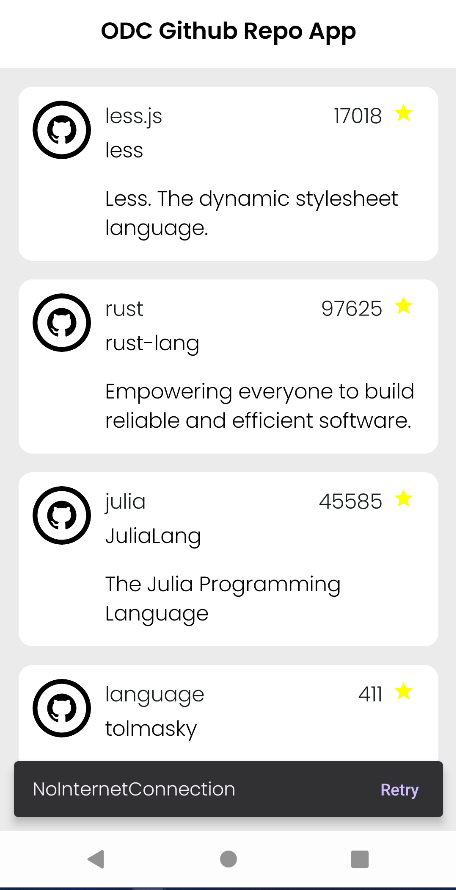 ODC Github Repo App
less.js 17018
less
Less. The dynamic stylesheet
language.
rust 97625
rust-lang
Empowering everyone to build
reliable and efficient software.
julia 45585
JuliaLang
The Julia Programming
Language
language 411
tolmasky
NoInternetConnection Retry